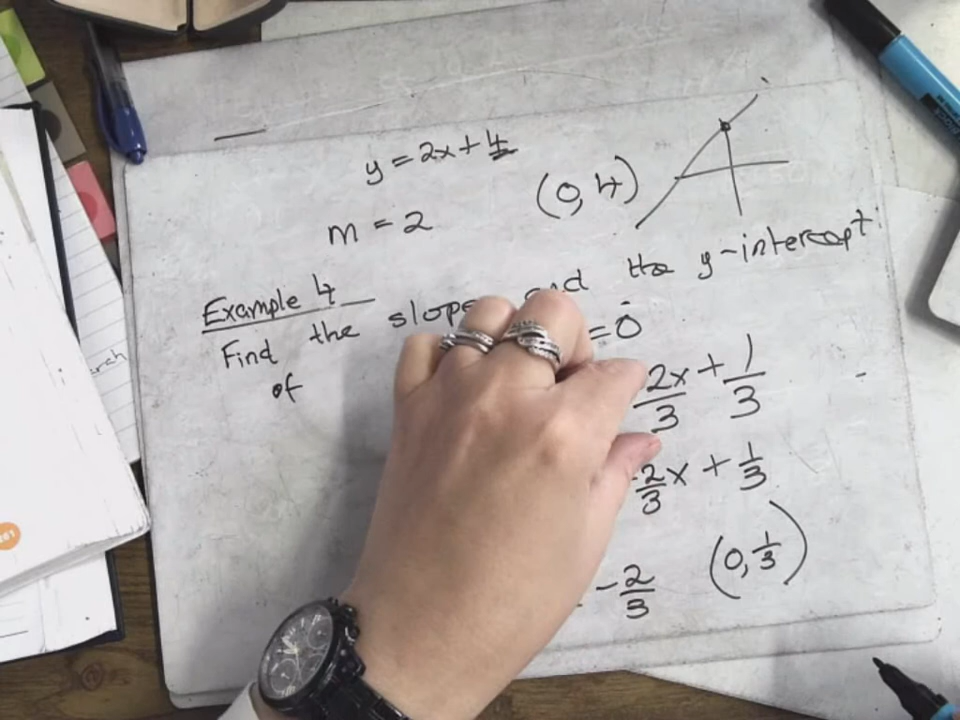 y = 2x + 4
(0, 4)
m = 2
Example 4
Find the slope and the y-intercept
of = 0
2x/3 + 1/3
-2/3 x + 1/3
-2/3 (0, 1/3)